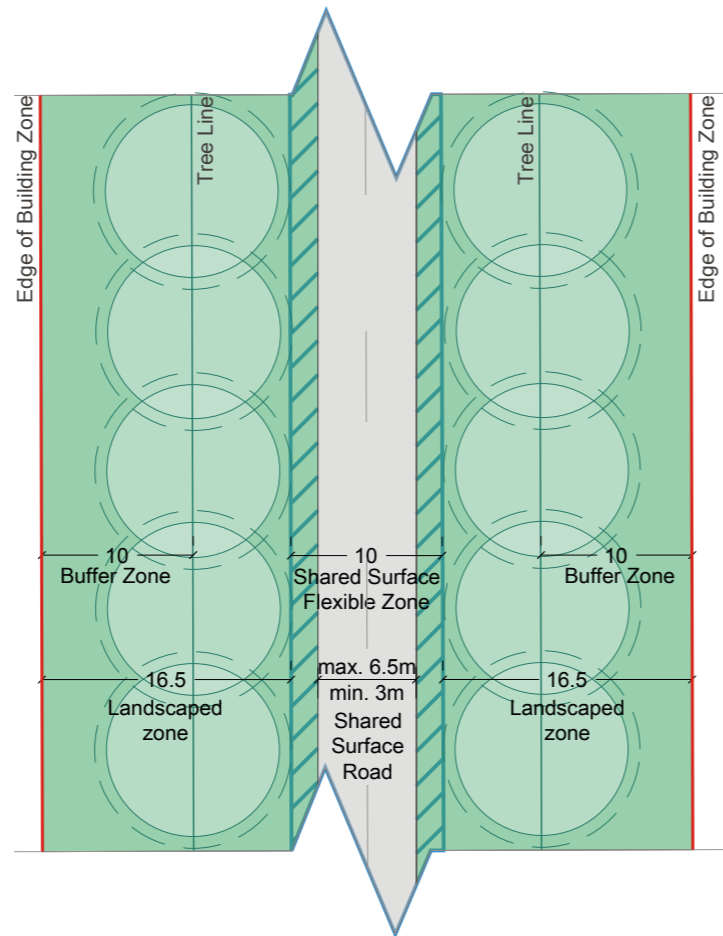 Edge of Building Zone
Tree Line
Tree Line
Edge of Building Zone
10
Buffer Zone
10
Shared Surface
Flexible Zone
10
Buffer Zone
16.5
Landscaped
zone
max. 6.5m
min. 3m
Shared
Surface
Road
16.5
Landscaped
zone